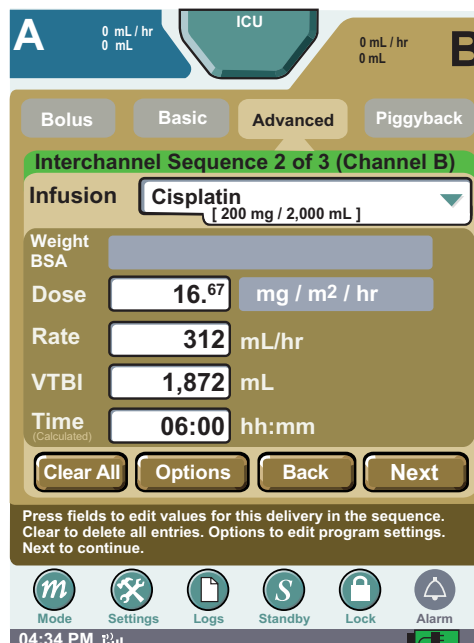 A
0 mL / hr
0 mL
ICU
0 mL / hr
0 mL
B
Bolus
Basic
Advanced
Piggyback
Interchannel Sequence 2 of 3 (Channel B)
Infusion
Cisplatin
[ 200 mg / 2,000 mL ]
Weight
BSA
Dose
16.67
mg / m2 / hr
Rate
312
mL/hr
VTBI
1,872
mL
Time
(Calculated)
06:00
hh:mm
Clear All
Options
Back
Next
Press fields to edit values for this delivery in the sequence.
Clear to delete all entries. Options to edit program settings.
Next to continue.
m
S
Mode
Settings
Logs
Standby
Lock
Alarm
04:34 PM